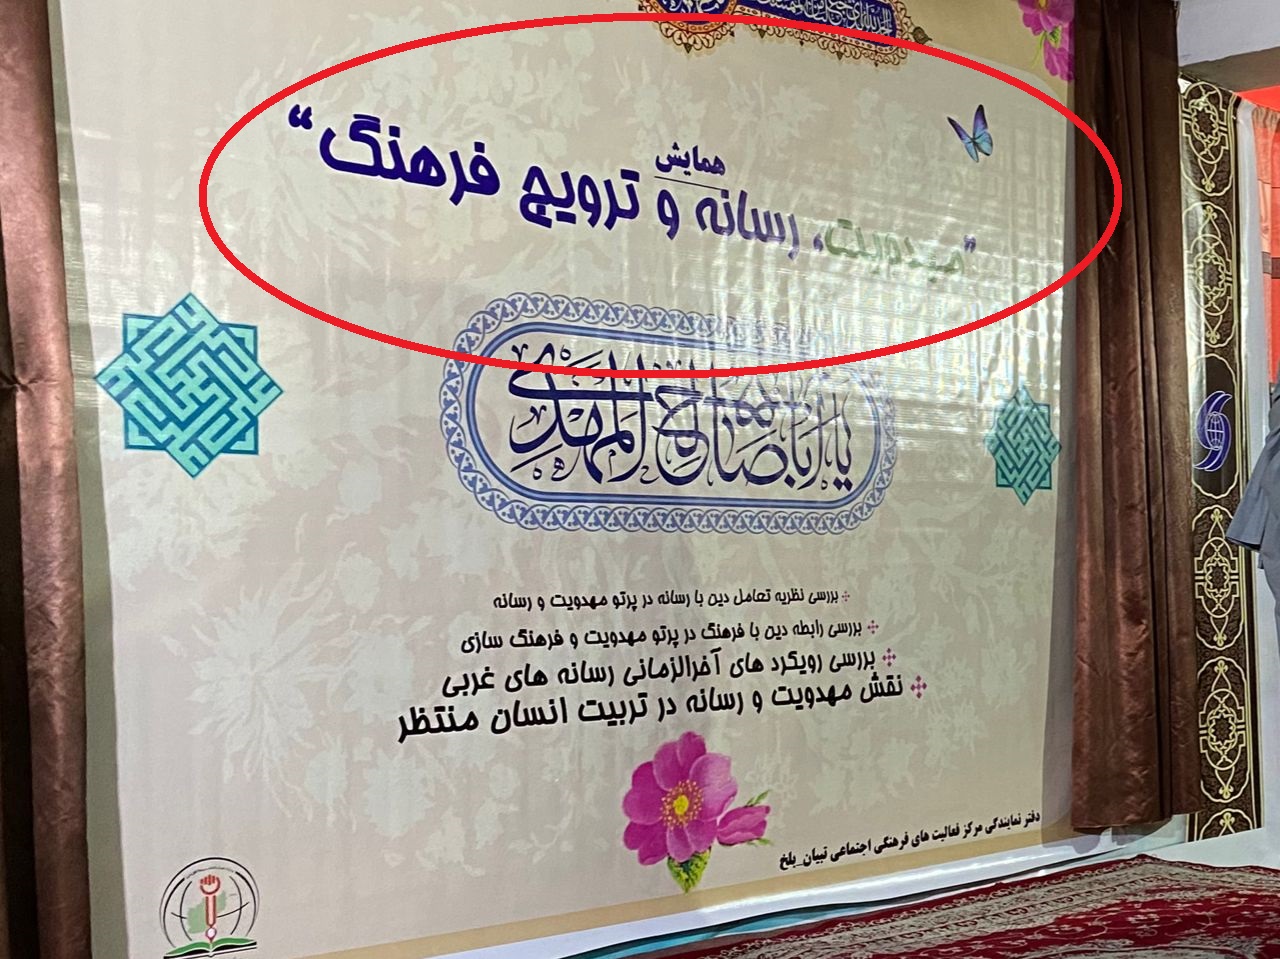 همایش
"مهدویت، رسانه و ترویج فرهنگ"
یا اباصالح المهدی
بررسی نظریه تعامل دین با رسانه در پرتو مهدویت و رسانه
بررسی رابطه دین با فرهنگ در پرتو مهدویت و فرهنگ سازی
بررسی رویکرد های آخرالزمانی رسانه های غربی
نقش مهدویت و رسانه در تربیت انسان منتظر
دفتر نمایندگی مرکز فعالیت های فرهنگی اجتماعی تبیان_بلخ